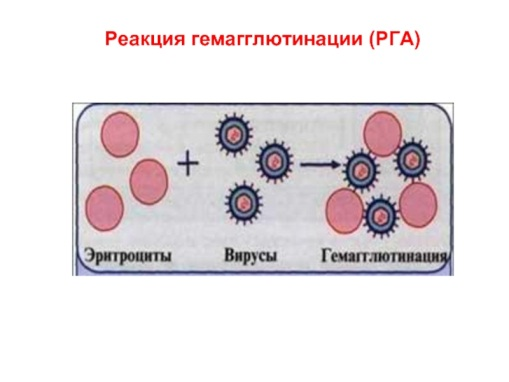 Реакция гемагглютинации (РГА)
Эритроциты Вирусы Гемагглютинация